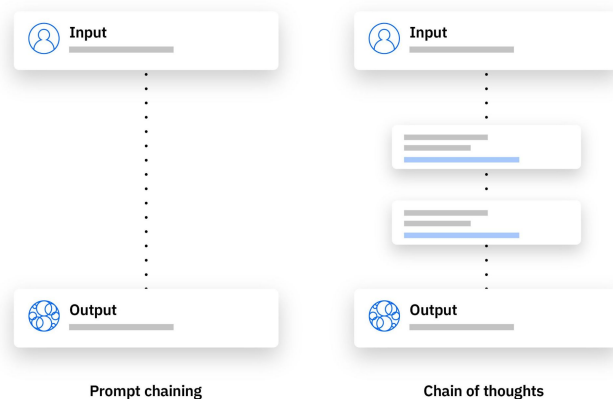 Input
Output
Prompt chaining
Input
Output
Chain of thoughts